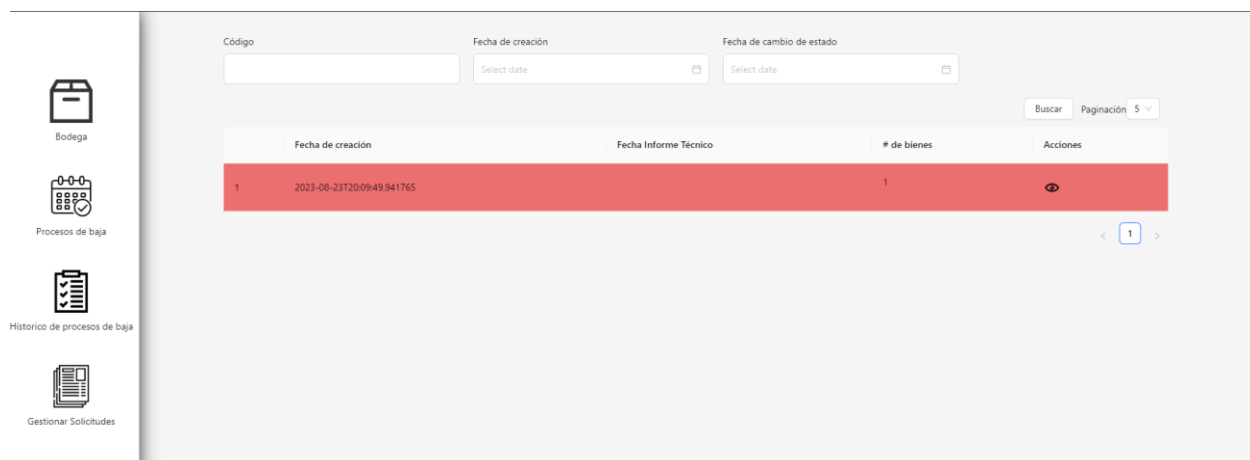 Código
Fecha de creación
Fecha de cambio de estado
Select date
Select date
Buscar
Paginación 5
Fecha de creación
Fecha Informe Técnico
# de bienes
Acciones
1
2023-08-23T20:09:49.941765
1
< 1 >
Bodega
Procesos de baja
Histórico de procesos de baja
Gestionar Solicitudes